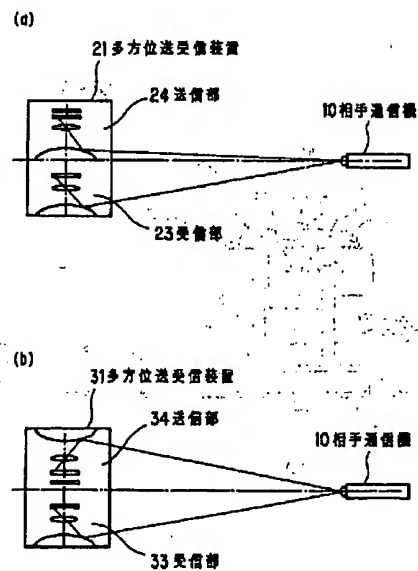 (a)
21多方位送受信装置
24送信部
10相手通信機
23受信部
(b)
31多方位送受信装置
34送信部
10相手通信機
33受信部